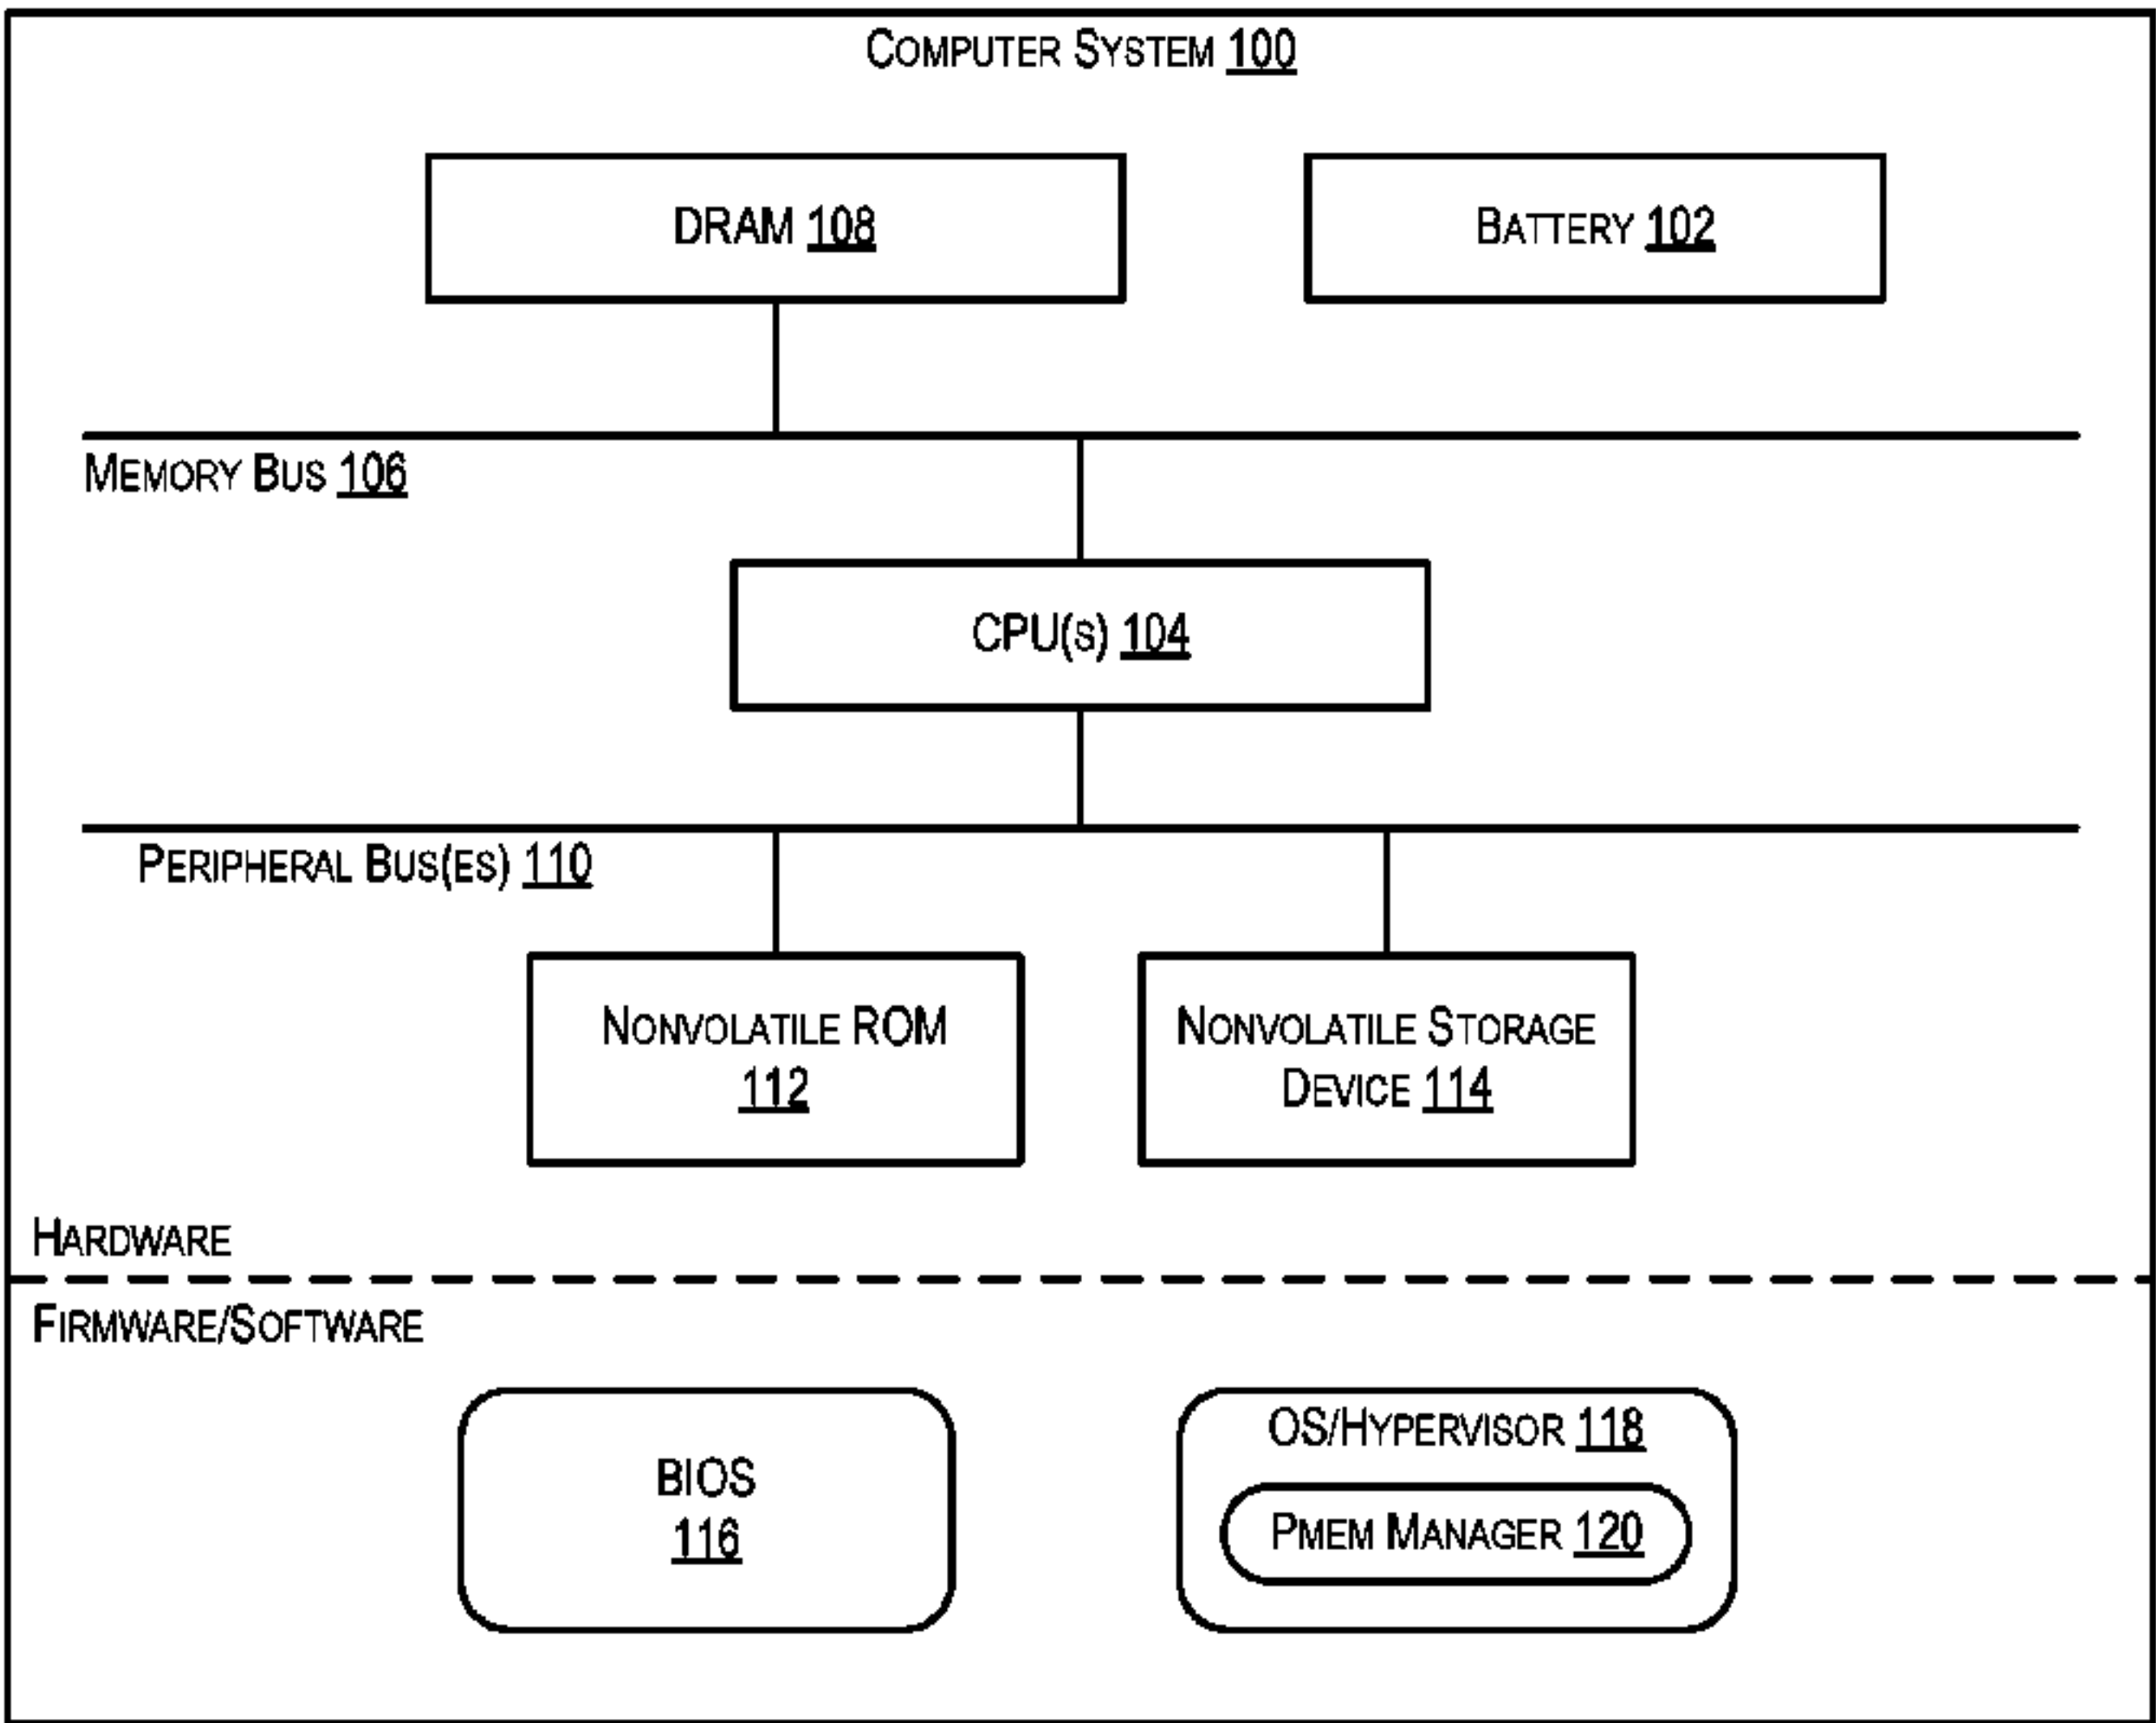 COMPUTER SYSTEM 100
DRAM 108
BATTERY 102
MEMORY BUS 106
CPU(S) 104
PERIPHERAL BUS(ES) 110
NONVOLATILE ROM
112
NONVOLATILE STORAGE
DEVICE 114
HARDWARE
FIRMWARE/SOFTWARE
BIOS
116
OS/HYPERVISOR 118
PMEM MANAGER 120